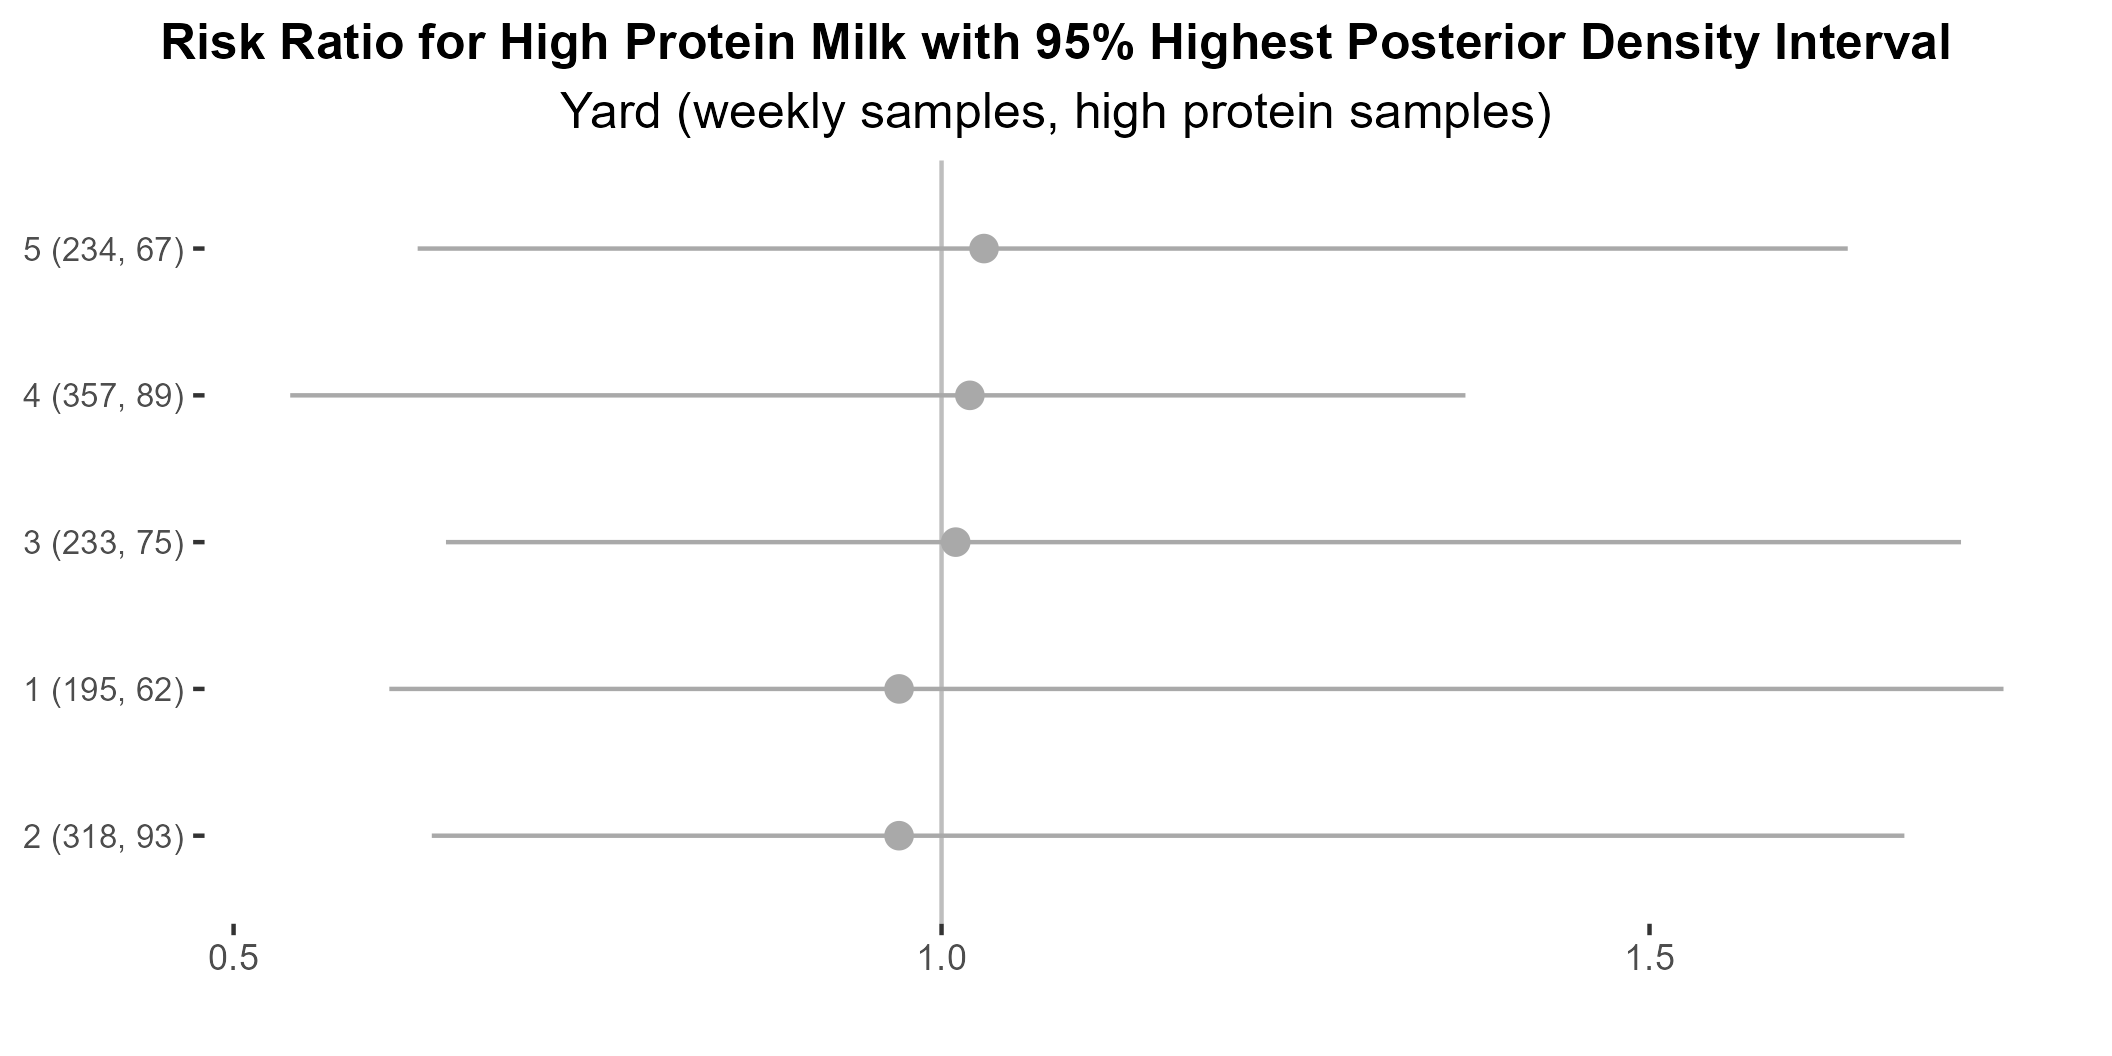 Risk Ratio for High Protein Milk with 95% Highest Posterior Density Interval
Yard (weekly samples, high protein samples)
5 (234, 67)
4 (357, 89)
3 (233, 75)
1 (195, 62)
2 (318, 93)
0.5 1.0 1.5